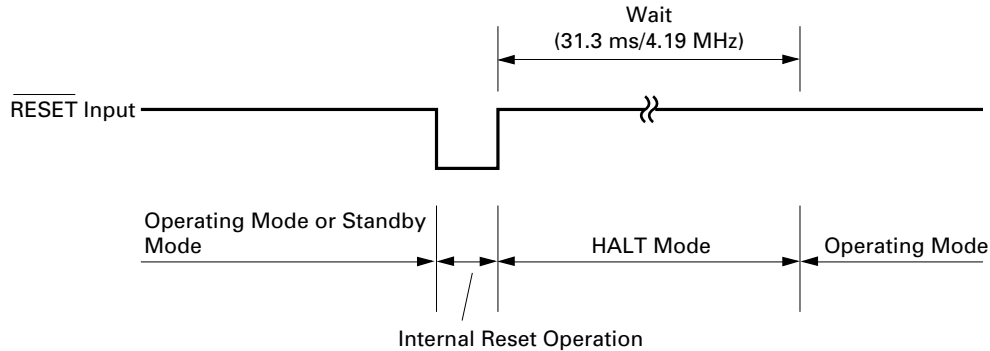 Wait
(31.3 ms/4.19 MHz)
RESET Input
Operating Mode or Standby
Mode
HALT Mode
Operating Mode
Internal Reset Operation